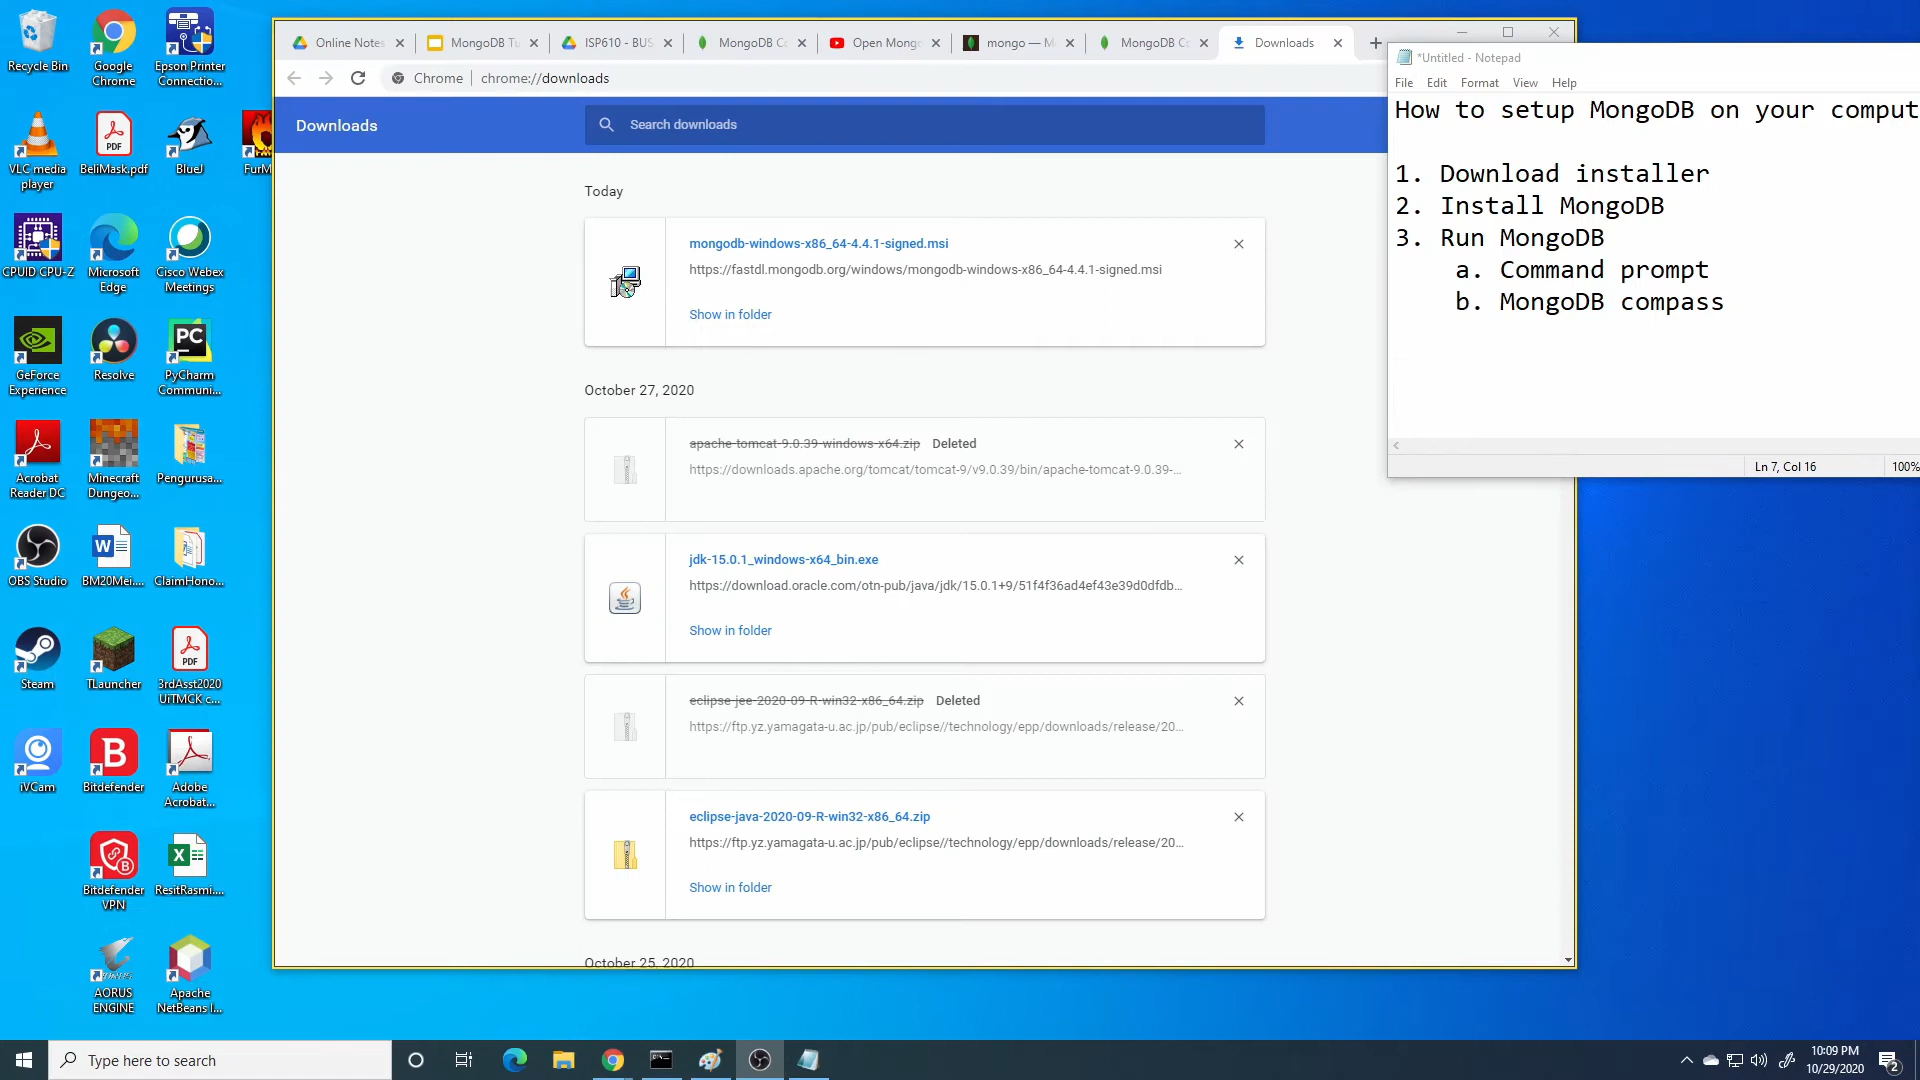 Recycle Bin
Google Chrome
Epson Printer Connectio...
VLC media player
BeliMask.pdf
BlueJ
FurM
CPUID CPU-Z
Microsoft Edge
Cisco Webex Meetings
GeForce Experience
Resolve
PyCharm Communi...
Acrobat Reader DC
Minecraft Dungeo...
Pengurusa...
OBS Studio
BM20Mei....
ClaimHono...
Steam
TLauncher
3rdAsst2020 UiTMCK c...
iVCam
Bitdefender
Adobe Acrobat...
Bitdefender VPN
ResitRasmi....
AORUS ENGINE
Apache NetBeans I...
Online Notes
MongoDB Tu
ISP610 - BUS
MongoDB Co
Open Mong
mongo — M
MongoDB Co
Downloads
Chrome | chrome://downloads
Downloads
Search downloads
Today
mongodb-windows-x86_64-4.4.1-signed.msi
https://fastdl.mongodb.org/windows/mongodb-windows-x86_64-4.4.1-signed.msi
Show in folder
October 27, 2020
apache-tomcat-9.0.39-windows-x64.zip Deleted
https://downloads.apache.org/tomcat/tomcat-9/v9.0.39/bin/apache-tomcat-9.0.39-...
jdk-15.0.1_windows-x64_bin.exe
https://download.oracle.com/otn-pub/java/jdk/15.0.1+9/51f4f36ad4ef43e39d0dfdb...
Show in folder
eclipse-jee-2020-09-R-win32-x86_64.zip Deleted
https://ftp.yz.yamagata-u.ac.jp/pub/eclipse//technology/epp/downloads/release/20...
eclipse-java-2020-09-R-win32-x86_64.zip
https://ftp.yz.yamagata-u.ac.jp/pub/eclipse//technology/epp/downloads/release/20...
Show in folder
October 25, 2020
*Untitled - Notepad
File Edit Format View Help
How to setup MongoDB on your comput
1. Download installer
2. Install MongoDB
3. Run MongoDB
a. Command prompt
b. MongoDB compass
Ln 7, Col 16
100%
Type here to search
10:09 PM
10/29/2020
2